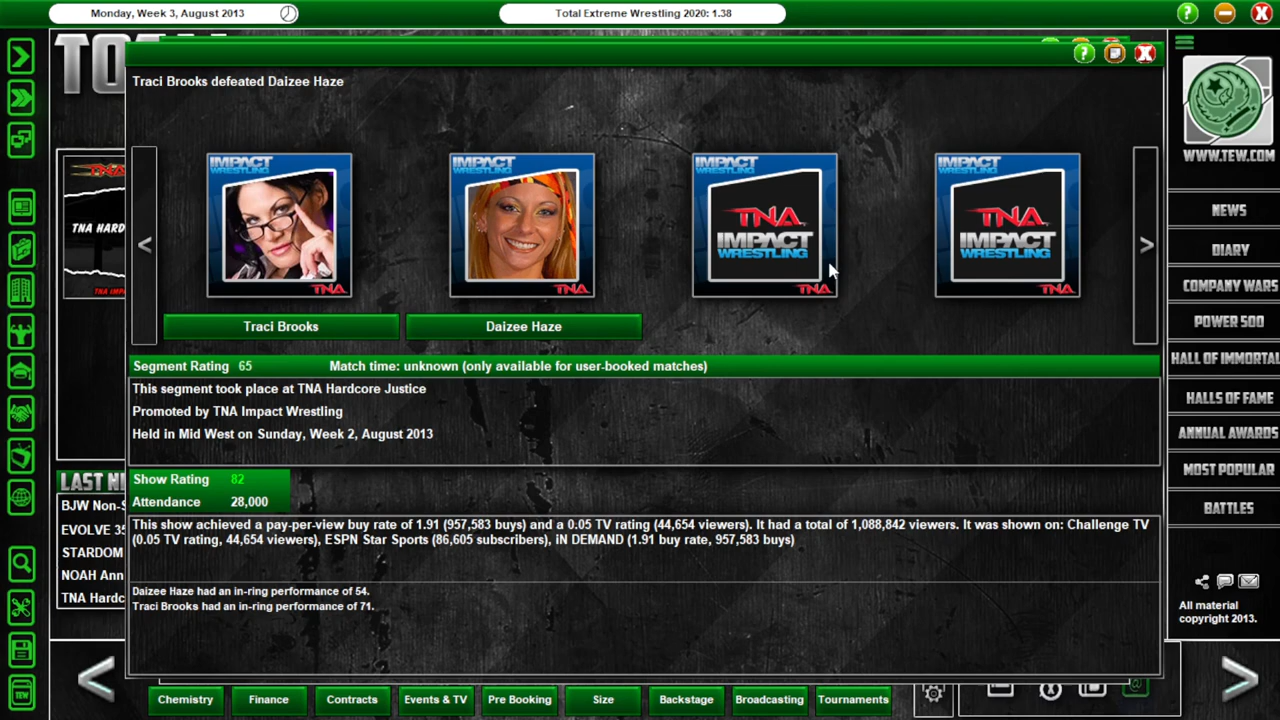 Monday, Week 3, August 2013
Total Extreme Wrestling 2020: 1.38
Traci Brooks defeated Daizee Haze
IMPACT WRESTLING
IMPACT WRESTLING
IMPACT WRESTLING
IMPACT WRESTLING
TNA IMPACT WRESTLING
TNA IMPACT WRESTLING
TNA
TNA
TNA
TNA
Traci Brooks
Daizee Haze
Segment Rating 65
Match time: unknown (only available for user-booked matches)
This segment took place at TNA Hardcore Justice
Promoted by TNA Impact Wrestling
Held in Mid West on Sunday, Week 2, August 2013
Show Rating 82
Attendance 28,000
This show achieved a pay-per-view buy rate of 1.91 (957,583 buys) and a 0.05 TV rating (44,654 viewers). It had a total of 1,088,842 viewers. It was shown on: Challenge TV
(0.05 TV rating, 44,654 viewers), ESPN Star Sports (86,605 subscribers), iN DEMAND (1.91 buy rate, 957,583 buys)
Daizee Haze had an in-ring performance of 54.
Traci Brooks had an in-ring performance of 71.
TNA HARD
LAST N
BJW Non-S
EVOLVE 35
STARDOM
NOAH Ann
TNA Hardc
Chemistry
Finance
Contracts
Events & TV
Pre Booking
Size
Backstage
Broadcasting
Tournaments
TEW
WWW.TEW.COM
NEWS
DIARY
COMPANY WARS
POWER 500
HALL OF IMMORTAL
HALLS OF FAME
ANNUAL AWARDS
MOST POPULAR
BATTLES
All material
copyright 2013.